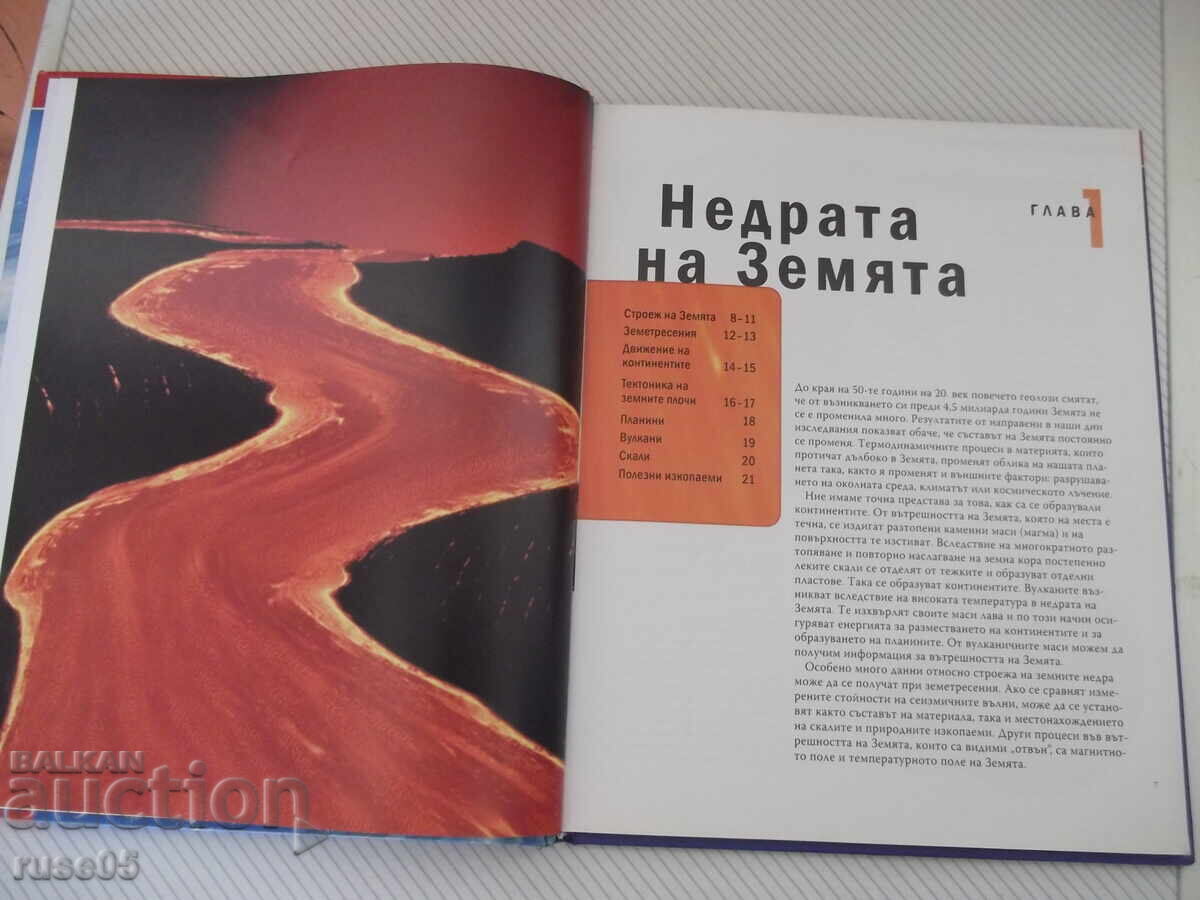 Недрата
на Земята
ГЛАВА 1
Строеж на Земята 8–11
Земетресения 12–13
Движение на
континентите 14–15
Тектоника на
земните плочи 16–17
Планини 18
Вулкани 19
Скали 20
Полезни изкопаеми 21
До края на 50-те години на 20. век повечето геолози смятат,
че от възникването си преди 4,5 милиарда години Земята не
се е променила много. Резултатите от направени в наши дни
изследвания показват обаче, че съставът на Земята постоянно
се променя. Термодинамичните процеси в материята, които
протичат дълбоко в Земята, променят облика на нашата пла-
нета така, както я променят и външните фактори: разрушава-
нето на околната среда, климатът или космическото лъчение.
Ние имаме точна представа за това, как са се образували
континентите. От вътрешността на Земята, която на места е
течна, се издигат разтопени каменни маси (магма) и на
повърхността те изстиват. Вследствие на многократното раз-
топяване и повторно наслагване на земна кора постепенно
леките скали се отделят от тежките и образуват отделни
пластове. Така се образуват континентите. Вулканите въз-
никват вследствие на високата температура в недрата на
Земята. Те изхвърлят своите маси лава и по този начин оси-
гуряват енергията за разместването на континентите и за
образуването на планините. От вулканичните маси можем да
получим информация за вътрешността на Земята.
Особено много данни относно строежа на земните недра
може да се получат при земетресения. Ако се сравнят изме-
рените стойности на сеизмичните вълни, може да се устано-
вят както съставът на материала, така и местонахождението
на скалите и природните изкопаеми. Други процеси във вът-
решността на Земята, които са видими „отвън“, са магнитно-
то поле и температурното поле на Земята.
7
BALKAN
auction
ruse05